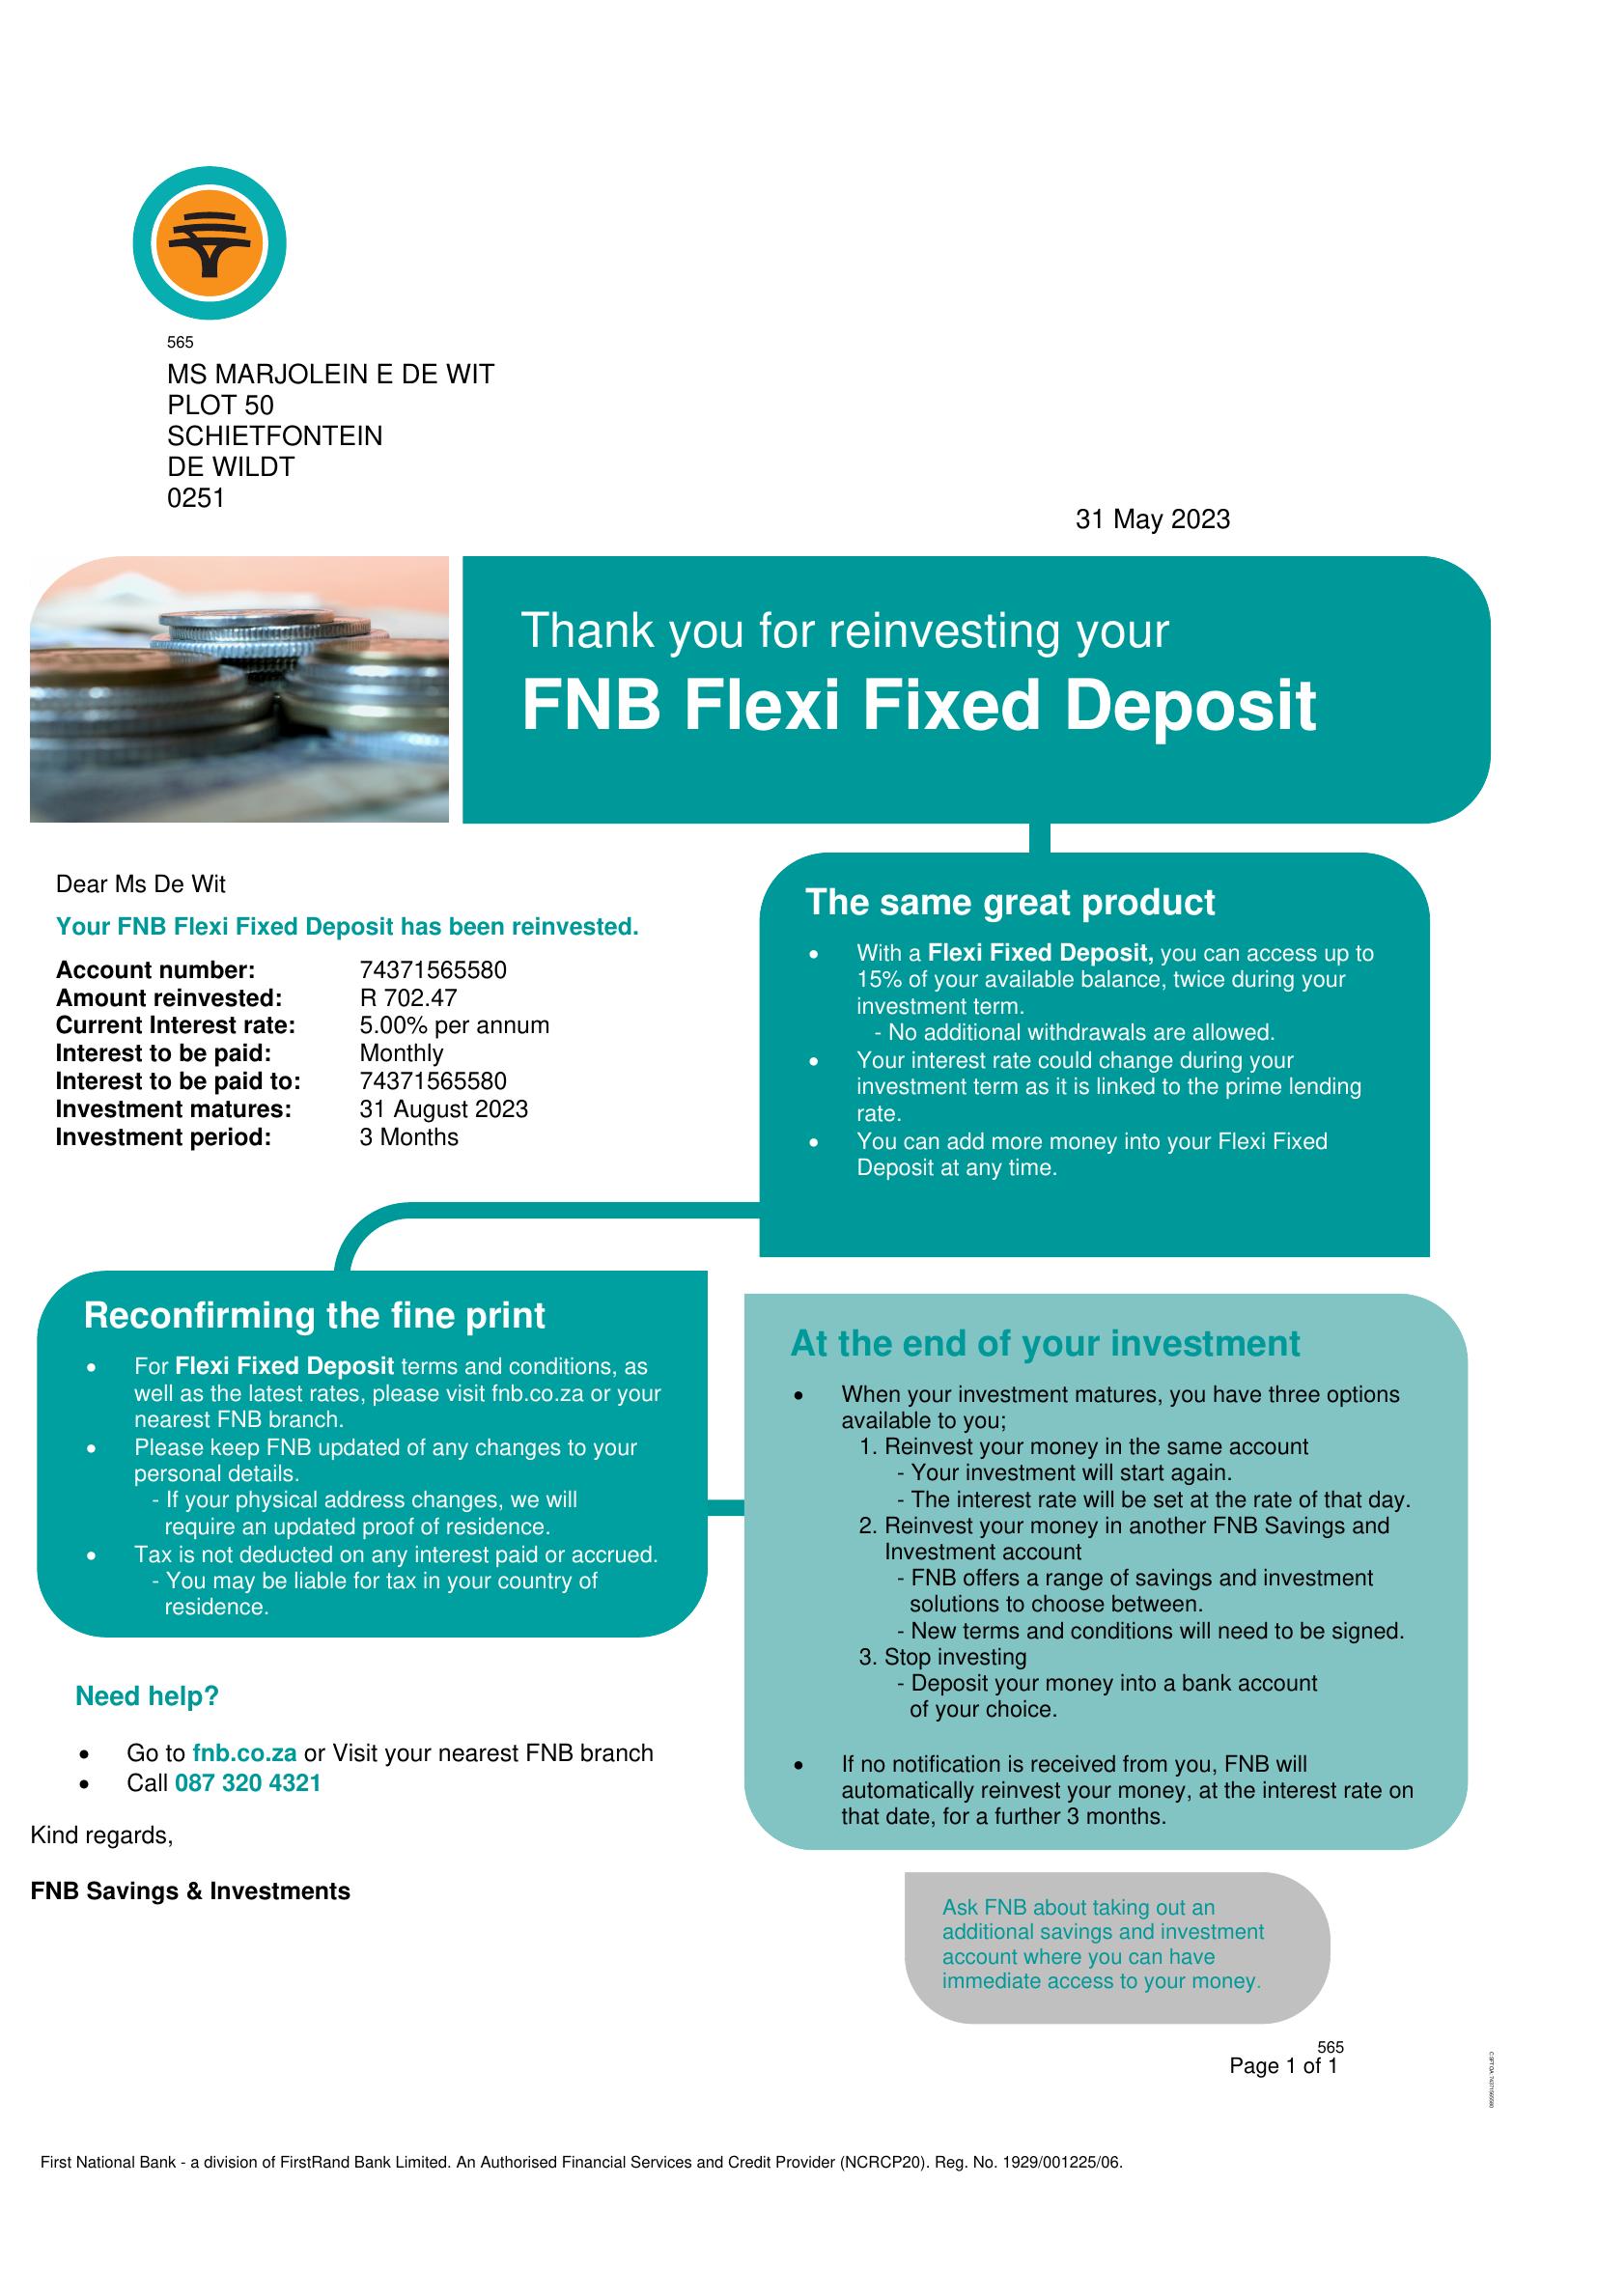 565
MS MARJOLEIN E DE WIT
PLOT 50
SCHIETFONTEIN
DE WILDT
0251
31 May 2023
Thank you for reinvesting your
FNB Flexi Fixed Deposit
Dear Ms De Wit
Your FNB Flexi Fixed Deposit has been reinvested.
Account number: 74371565580
Amount reinvested: R 702.47
Current Interest rate: 5.00% per annum
Interest to be paid: Monthly
Interest to be paid to: 74371565580
Investment matures: 31 August 2023
Investment period: 3 Months
The same great product
• With a Flexi Fixed Deposit, you can access up to
15% of your available balance, twice during your
investment term.
- No additional withdrawals are allowed.
• Your interest rate could change during your
investment term as it is linked to the prime lending
rate.
• You can add more money into your Flexi Fixed
Deposit at any time.
Reconfirming the fine print
• For Flexi Fixed Deposit terms and conditions, as
well as the latest rates, please visit fnb.co.za or your
nearest FNB branch.
• Please keep FNB updated of any changes to your
personal details.
- If your physical address changes, we will
require an updated proof of residence.
• Tax is not deducted on any interest paid or accrued.
- You may be liable for tax in your country of
residence.
At the end of your investment
• When your investment matures, you have three options
available to you;
1. Reinvest your money in the same account
- Your investment will start again.
- The interest rate will be set at the rate of that day.
2. Reinvest your money in another FNB Savings and
Investment account
- FNB offers a range of savings and investment
solutions to choose between.
- New terms and conditions will need to be signed.
3. Stop investing
- Deposit your money into a bank account
of your choice.
• If no notification is received from you, FNB will
automatically reinvest your money, at the interest rate on
that date, for a further 3 months.
Need help?
• Go to fnb.co.za or Visit your nearest FNB branch
• Call 087 320 4321
Kind regards,
FNB Savings & Investments
Ask FNB about taking out an
additional savings and investment
account where you can have
immediate access to your money.
565
Page 1 of 1
First National Bank - a division of FirstRand Bank Limited. An Authorised Financial Services and Credit Provider (NCRCP20). Reg. No. 1929/001225/06.